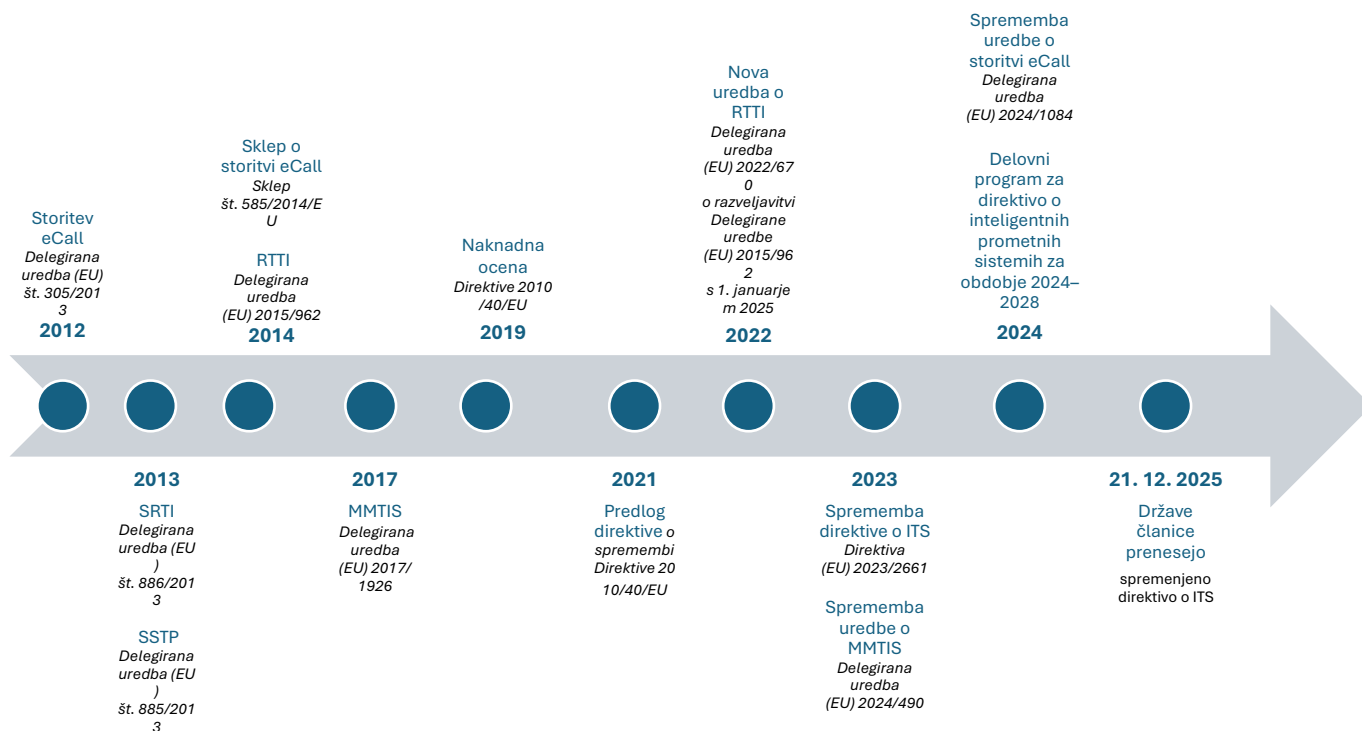 Storitev
eCall
Delegirana
uredba (EU)
št. 305/201
3
2012
2013
SRTI
Delegirana
uredba (EU
)
št. 886/201
3
SSTP
Delegirana
uredba (EU
)
št. 885/201
3
Sklep o
storitvi eCall
Sklep
št. 585/2014/E
U
RTTI
Delegirana
uredba
(EU) 2015/962
2014
2017
MMTIS
Delegirana
uredba
(EU) 2017/
1926
Naknadna
ocena
Direktive 2010
/40/EU
2019
2021
Predlog
direktive o
spremembi
Direktive 20
10/40/EU
Nova
uredba o
RTTI
Delegirana
uredba
(EU) 2022/67
0
o razveljavitvi
Delegirane
uredbe
(EU) 2015/96
2
s 1. januarje
m 2025
2022
2023
Sprememba
direktive o ITS
Direktiva
(EU) 2023/2661
Sprememba
uredbe o
MMTIS
Delegirana
uredba
(EU) 2024/490
Sprememba
uredbe o
storitvi eCall
Delegirana
uredba
(EU) 2024/1084
Delovni
program za
direktivo o
inteligentnih
prometnih
sistemih za
obdobje 2024–
2028
2024
21. 12. 2025
Države
članice
prenesejo
spremenjeno
direktivo o ITS